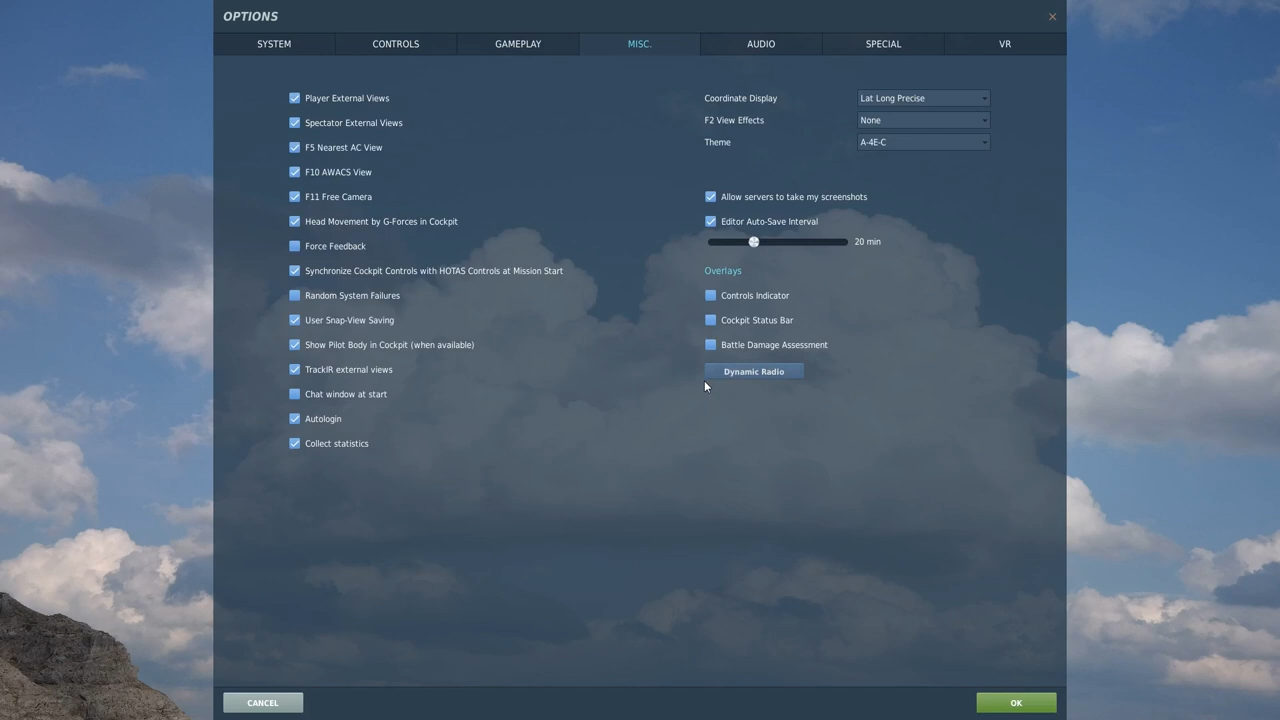 OPTIONS
SYSTEM
CONTROLS
GAMEPLAY
MISC.
AUDIO
SPECIAL
VR
Player External Views
Spectator External Views
F5 Nearest AC View
F10 AWACS View
F11 Free Camera
Head Movement by G-Forces in Cockpit
Force Feedback
Synchronize Cockpit Controls with HOTAS Controls at Mission Start
Random System Failures
User Snap-View Saving
Show Pilot Body in Cockpit (when available)
TrackIR external views
Chat window at start
Autologin
Collect statistics
Coordinate Display
Lat Long Precise
F2 View Effects
None
Theme
A-4E-C
Allow servers to take my screenshots
Editor Auto-Save Interval
20 min
Overlays
Controls Indicator
Cockpit Status Bar
Battle Damage Assessment
Dynamic Radio
CANCEL
OK